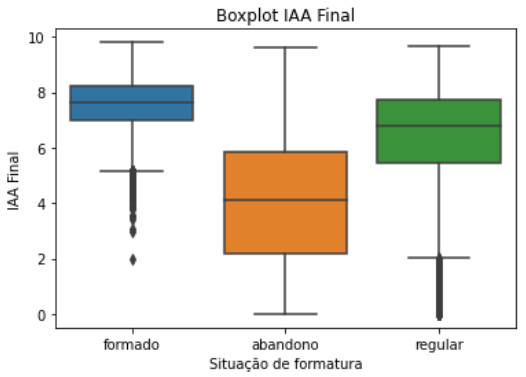 Boxplot IAA Final
10
8
6
4
2
0
IAA Final
formado abandono regular
Situação de formatura